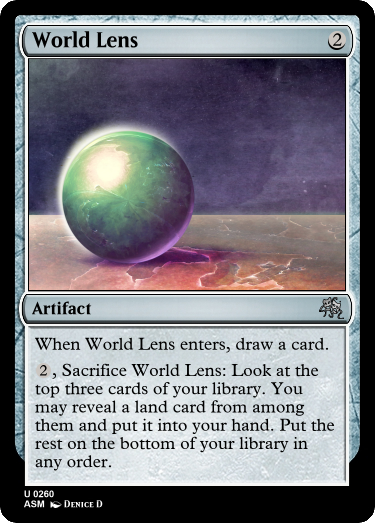 World Lens 2
Artifact
When World Lens enters, draw a card.
2, Sacrifice World Lens: Look at the
top three cards of your library. You
may reveal a land card from among
them and put it into your hand. Put the
rest on the bottom of your library in
any order.
U 0260
ASM Denice D